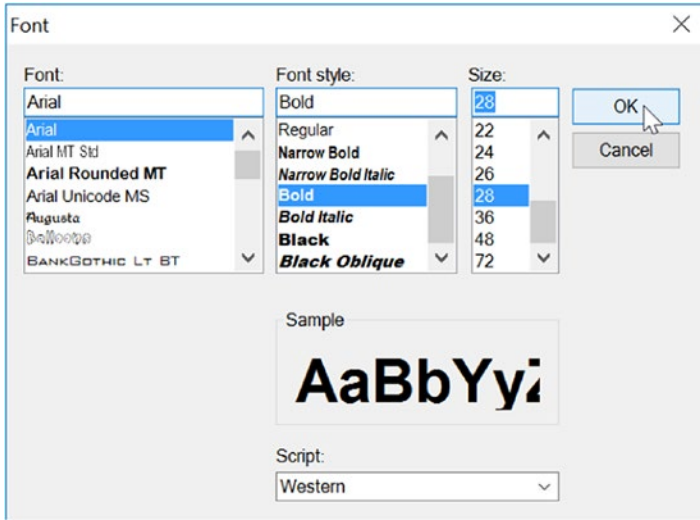 Font
Font:
Arial
Arial
Arial MT Std
Arial Rounded MT
Arial Unicode MS
Augusta
Balloons
BANKGOTHIC LT BT
Font style:
Bold
Regular
Narrow Bold
Narrow Bold Italic
Bold
Bold Italic
Black
Black Oblique
Size:
28
22
24
26
28
36
48
72
OK
Cancel
Sample
AaBbYyZ
Script:
Western